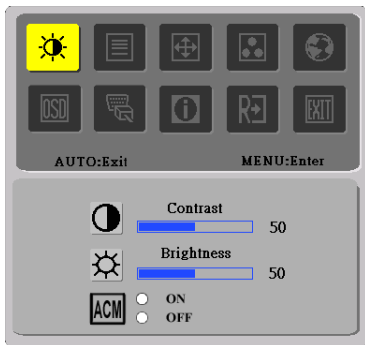 OSD
i
R
EXIT
AUTO:Exit MENU:Enter
Contrast
50
Brightness
50
ACM ON
OFF